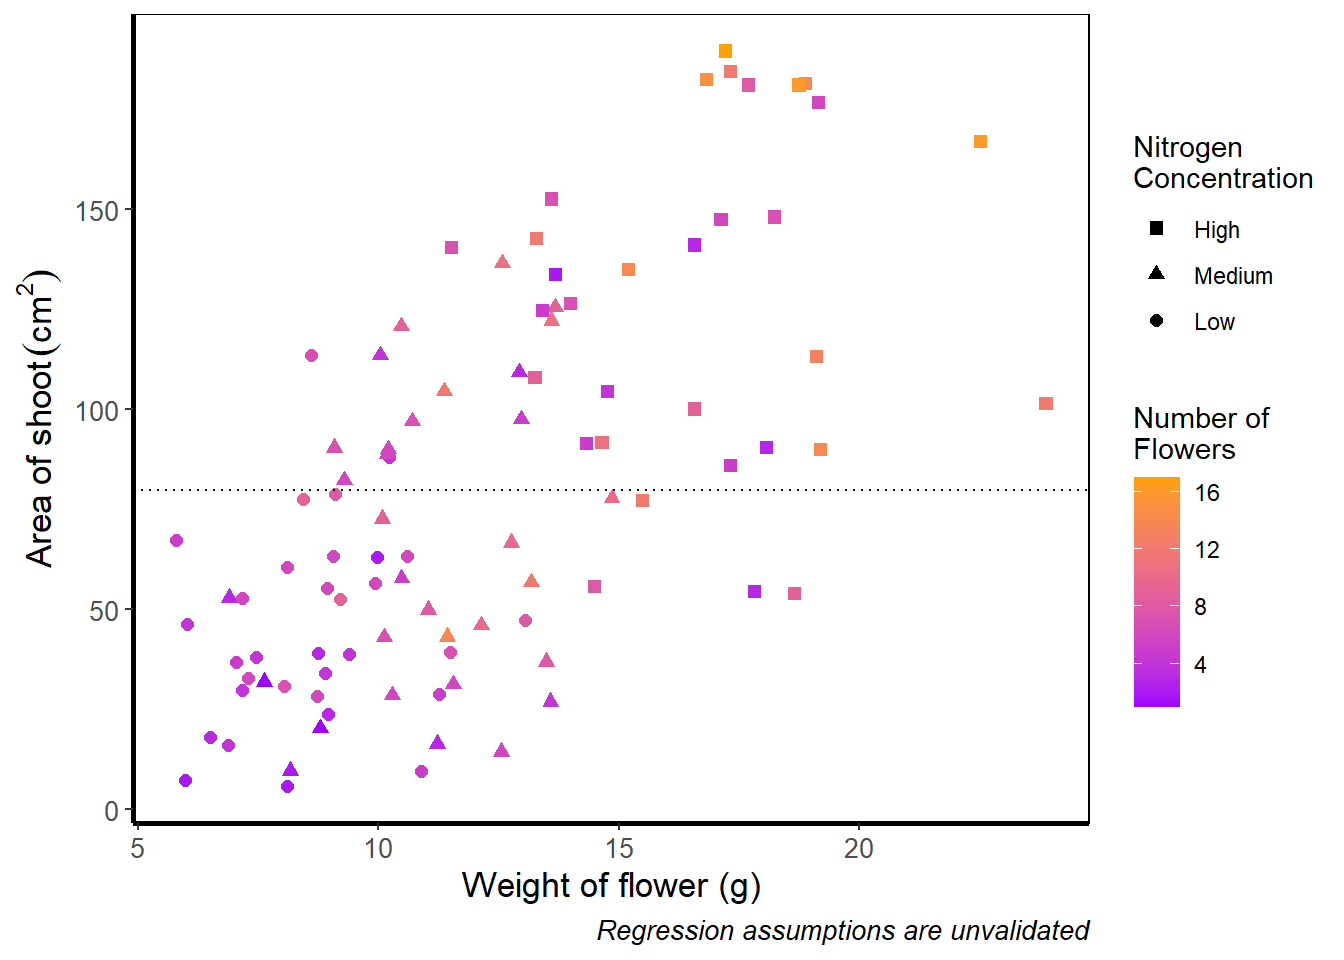 Area of shoot(cm²)
150
100
50
0
5 10 15 20
Weight of flower (g)
Regression assumptions are unvalidated
Nitrogen
Concentration
High
Medium
Low
Number of
Flowers
16
12
8
4